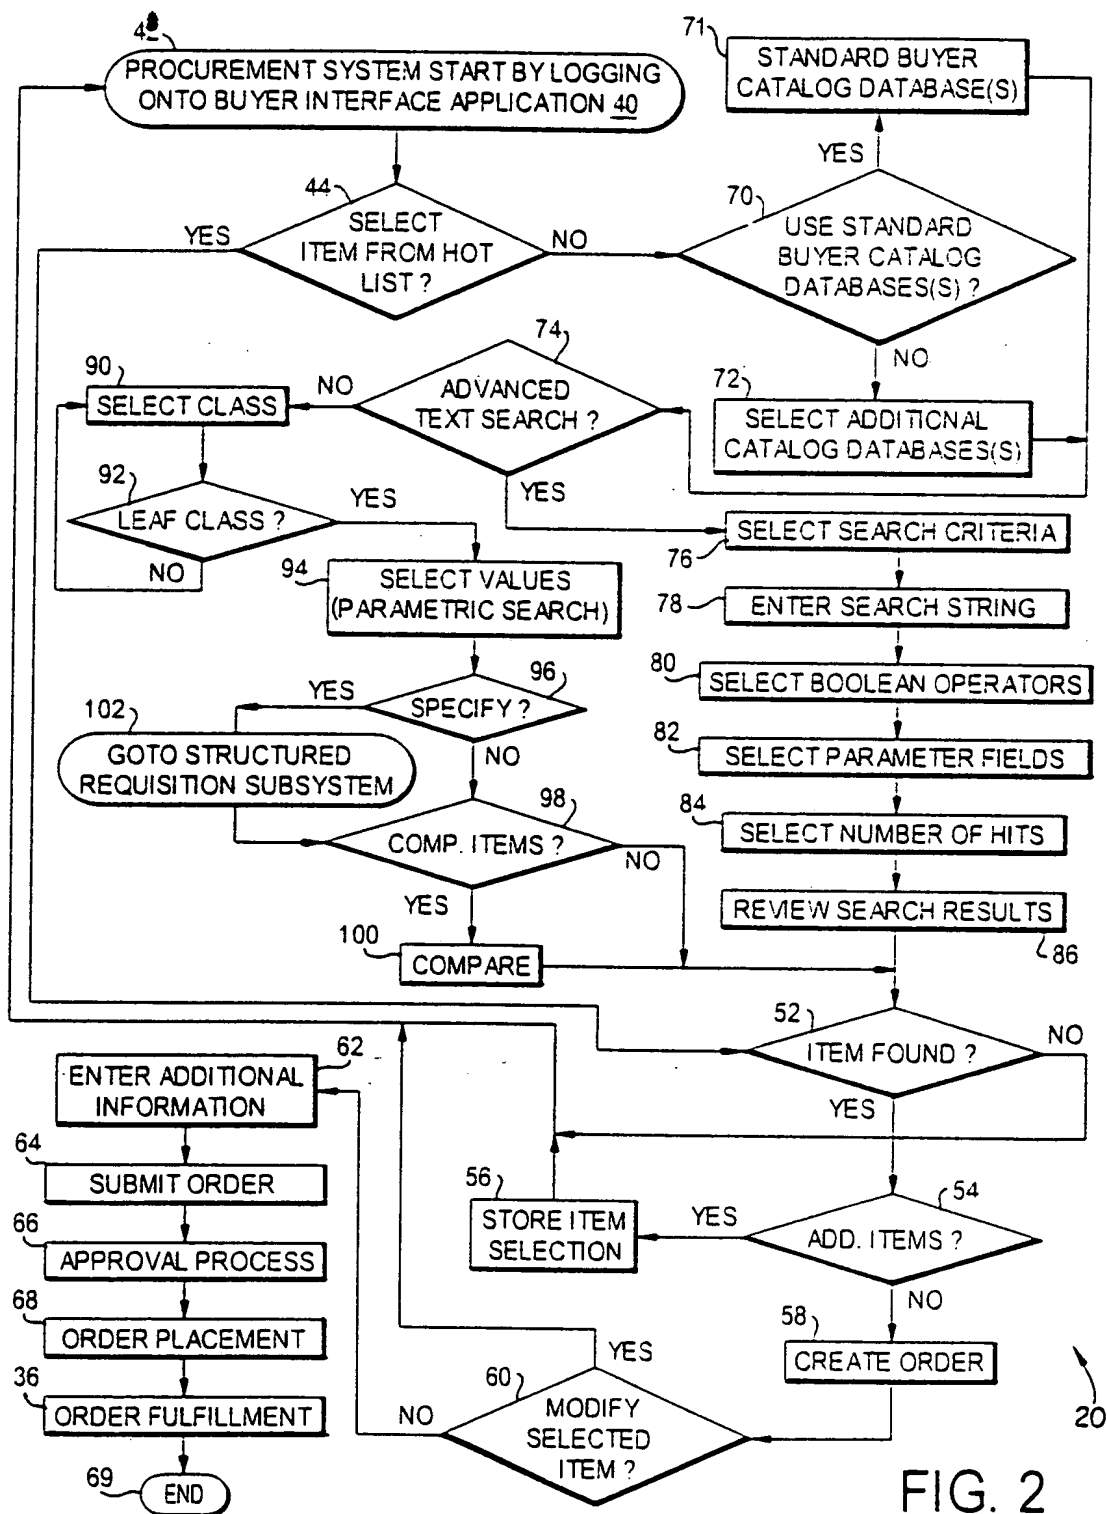 4
PROCUREMENT SYSTEM START BY LOGGING
ONTO BUYER INTERFACE APPLICATION 40
71
STANDARD BUYER
CATALOG DATABASE(S)
YES
44
SELECT
ITEM FROM HOT
LIST ?
YES
NO
70
USE STANDARD
BUYER CATALOG
DATABASES(S) ?
NO
74
ADVANCED
TEXT SEARCH ?
NO
YES
90
SELECT CLASS
72
SELECT ADDITIONAL
CATALOG DATABASES(S)
92
LEAF CLASS ?
YES
NO
SELECT SEARCH CRITERIA
76
94
SELECT VALUES
(PARAMETRIC SEARCH)
78
ENTER SEARCH STRING
96
SPECIFY ?
YES
NO
80
SELECT BOOLEAN OPERATORS
102
GOTO STRUCTURED
REQUISITION SUBSYSTEM
82
SELECT PARAMETER FIELDS
98
COMP. ITEMS ?
NO
YES
84
SELECT NUMBER OF HITS
REVIEW SEARCH RESULTS
86
100
COMPARE
52
ITEM FOUND ?
NO
YES
62
ENTER ADDITIONAL
INFORMATION
64
SUBMIT ORDER
56
STORE ITEM
SELECTION
YES
54
ADD. ITEMS ?
NO
66
APPROVAL PROCESS
68
ORDER PLACEMENT
58
CREATE ORDER
YES
60
MODIFY
SELECTED
ITEM ?
NO
36
ORDER FULFILLMENT
69
END
20
FIG. 2